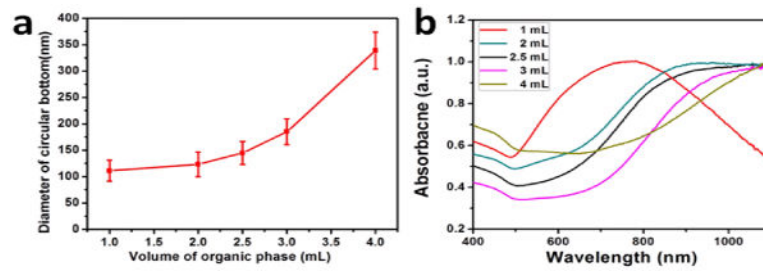 a
Diameter of circular bottom(nm)
400
350
300
250
200
150
100
50
0
1.0 1.5 2.0 2.5 3.0 3.5 4.0
Volume of organic phase (mL)
b
Absorbacne (a.u.)
1.2
1.0
0.8
0.6
0.4
0.2
1 mL
2 mL
2.5 mL
3 mL
4 mL
400 600 800 1000
Wavelength (nm)